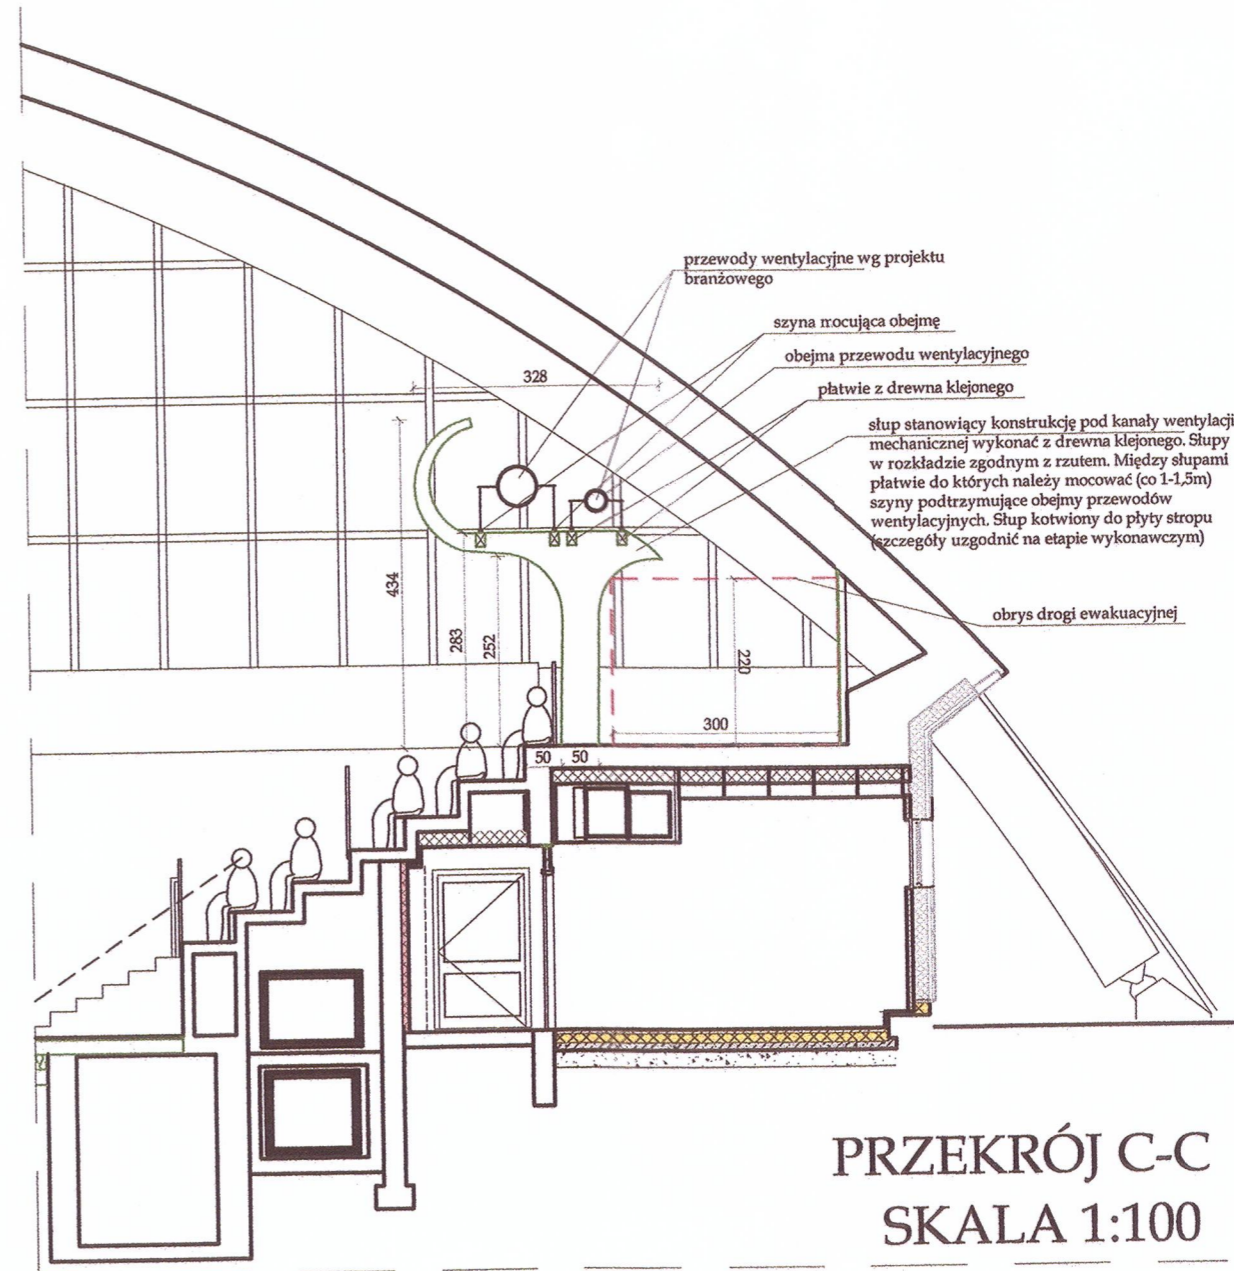 przewody wentylacyjne wg projektu
branżowego
szyna mocująca obejmę
obejma przewodu wentylacyjnego
328
płatwie z drewna klejonego
słup stanowiący konstrukcję pod kanały wentylacji
mechanicznej wykonać z drewna klejonego. Słupy
w rozkładzie zgodnym z rzutem. Między słupami
płatwie do których należy mocować (co 1-1,5m)
szyny podtrzymujące obejmy przewodów
wentylacyjnych. Słup kotwiony do płyty stropu
(szczegóły uzgodnić na etapie wykonawczym)
434
283
252
220
obrys drogi ewakuacyjnej
300
50
50
PRZEKRÓJ C-C
SKALA 1:100